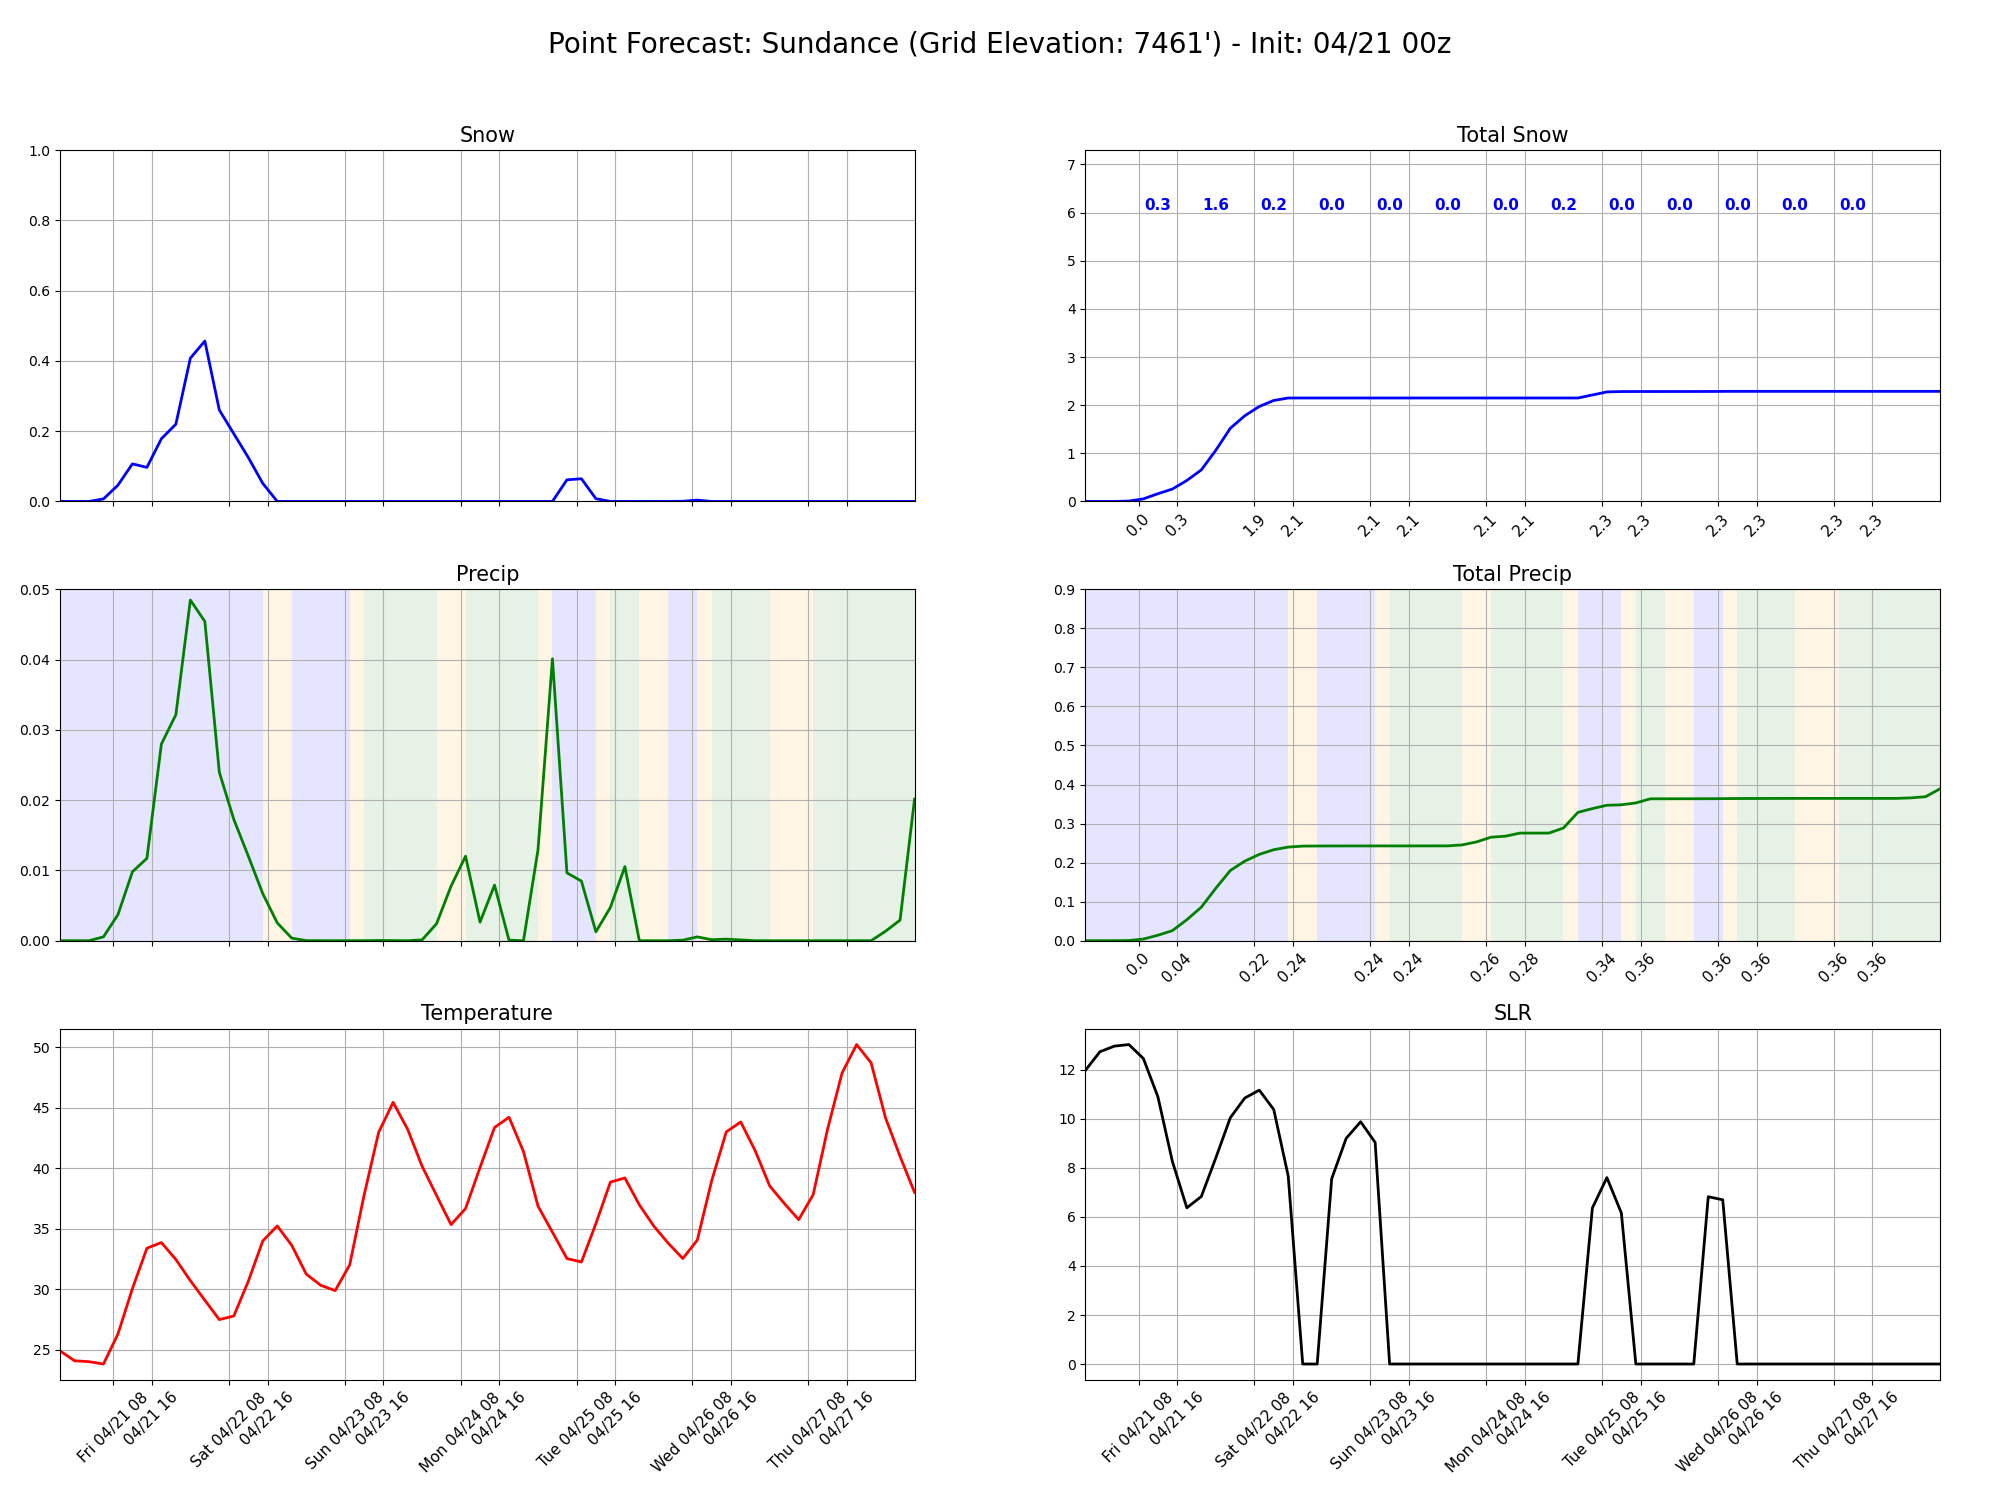 Point Forecast: Sundance (Grid Elevation: 7461') - Init: 04/21 00z
Snow
1.0
0.8
0.6
0.4
0.2
0.0
Total Snow
7
6
5
4
3
2
1
0
0.3 1.6 0.2 0.0 0.0 0.0 0.0 0.2 0.0 0.0 0.0 0.0 0.0
0.0 0.3 1.9 2.1 2.1 2.1 2.1 2.1 2.3 2.3 2.3 2.3 2.3 2.3
Precip
0.05
0.04
0.03
0.02
0.01
0.00
Total Precip
0.9
0.8
0.7
0.6
0.5
0.4
0.3
0.2
0.1
0.0
0.0 0.04 0.22 0.24 0.24 0.24 0.26 0.28 0.34 0.36 0.36 0.36 0.36 0.36
Temperature
50
45
40
35
30
25
Fri 04/21 08
04/21 16
Sat 04/22 08
04/22 16
Sun 04/23 08
04/23 16
Mon 04/24 08
04/24 16
Tue 04/25 08
04/25 16
Wed 04/26 08
04/26 16
Thu 04/27 08
04/27 16
SLR
12
10
8
6
4
2
0
Fri 04/21 08
04/21 16
Sat 04/22 08
04/22 16
Sun 04/23 08
04/23 16
Mon 04/24 08
04/24 16
Tue 04/25 08
04/25 16
Wed 04/26 08
04/26 16
Thu 04/27 08
04/27 16